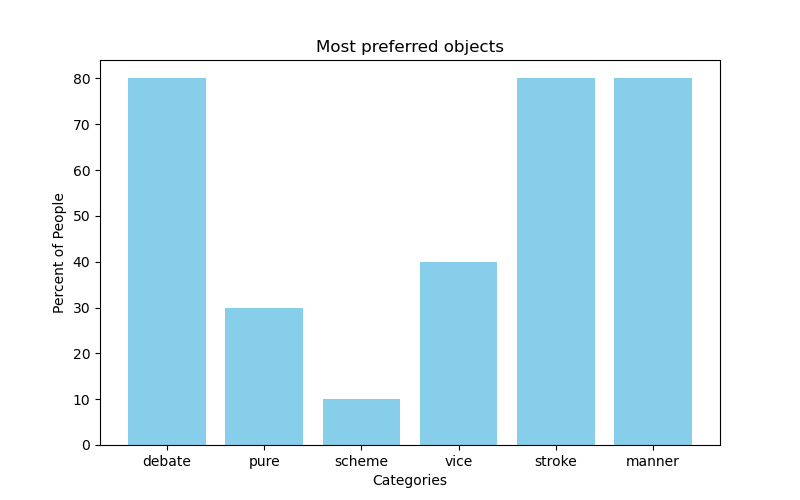 Most preferred objects
Percent of People
80
70
60
50
40
30
20
10
0
debate pure scheme vice stroke manner
Categories